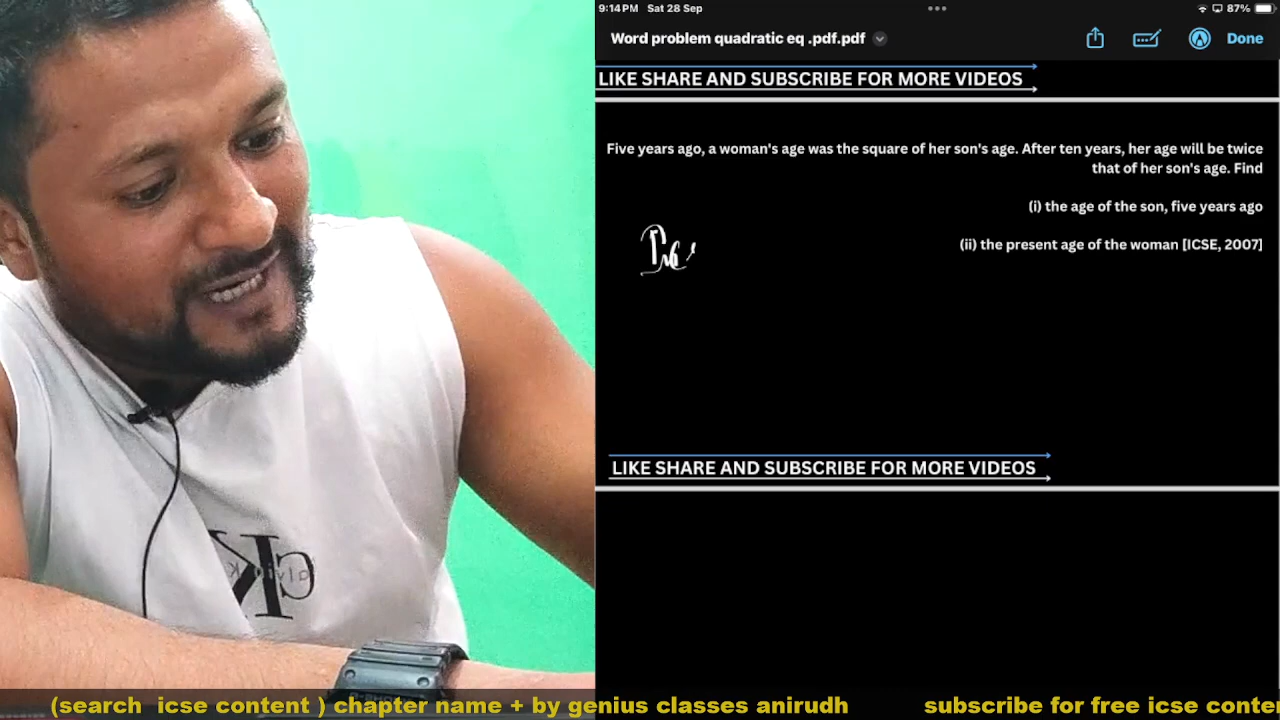 9:14 PM Sat 28 Sep
87%
Word problem quadratic eq .pdf.pdf
Done
LIKE SHARE AND SUBSCRIBE FOR MORE VIDEOS
Five years ago, a woman's age was the square of her son's age. After ten years, her age will be twice
that of her son's age. Find
(i) the age of the son, five years ago
(ii) the present age of the woman [ICSE, 2007]
LIKE SHARE AND SUBSCRIBE FOR MORE VIDEOS
CK
(search icse content ) chapter name + by genius classes anirudh
subscribe for free icse conte